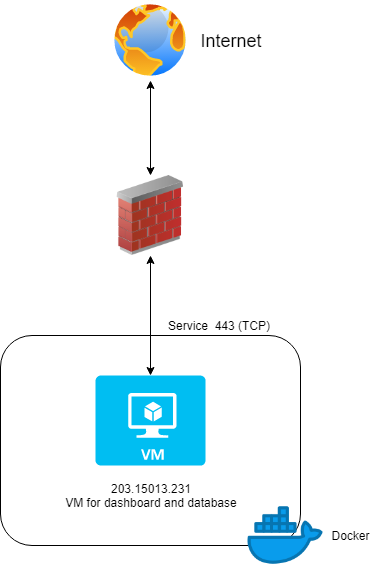 Internet
Service 443 (TCP)
VM
203.15013.231
VM for dashboard and database
Docker